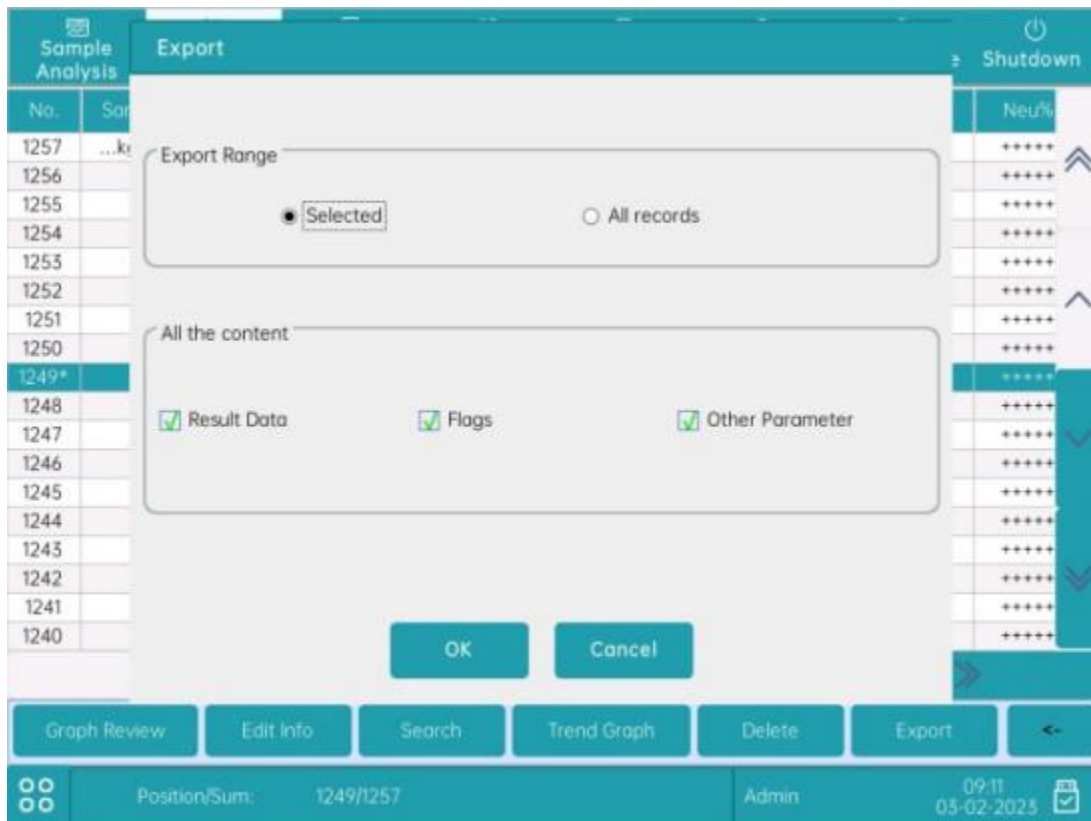 Sample
Analysis
Export
Shutdown
No.
Neu%
1257
+++++
1256
+++++
1255
+++++
1254
+++++
1253
+++++
1252
+++++
1251
+++++
1250
+++++
1249*
+++++
1248
+++++
1247
+++++
1246
+++++
1245
+++++
1244
+++++
1243
+++++
1242
+++++
1241
+++++
1240
+++++
Export Range
Selected
All records
All the content
Result Data
Flags
Other Parameter
OK
Cancel
Graph Review
Edit Info
Search
Trend Graph
Delete
Export
<-
Position/Sum: 1249/1257
Admin
09:11
03-02-2023